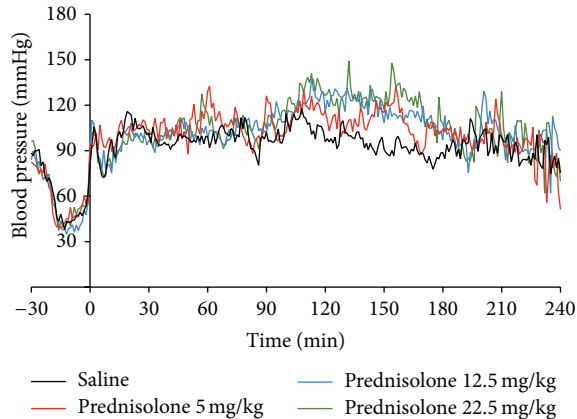 Blood pressure (mmHg)
180
150
120
90
60
30
−30 0 30 60 90 120 150 180 210 240
Time (min)
Saline
Prednisolone 5 mg/kg
Prednisolone 12.5 mg/kg
Prednisolone 22.5 mg/kg